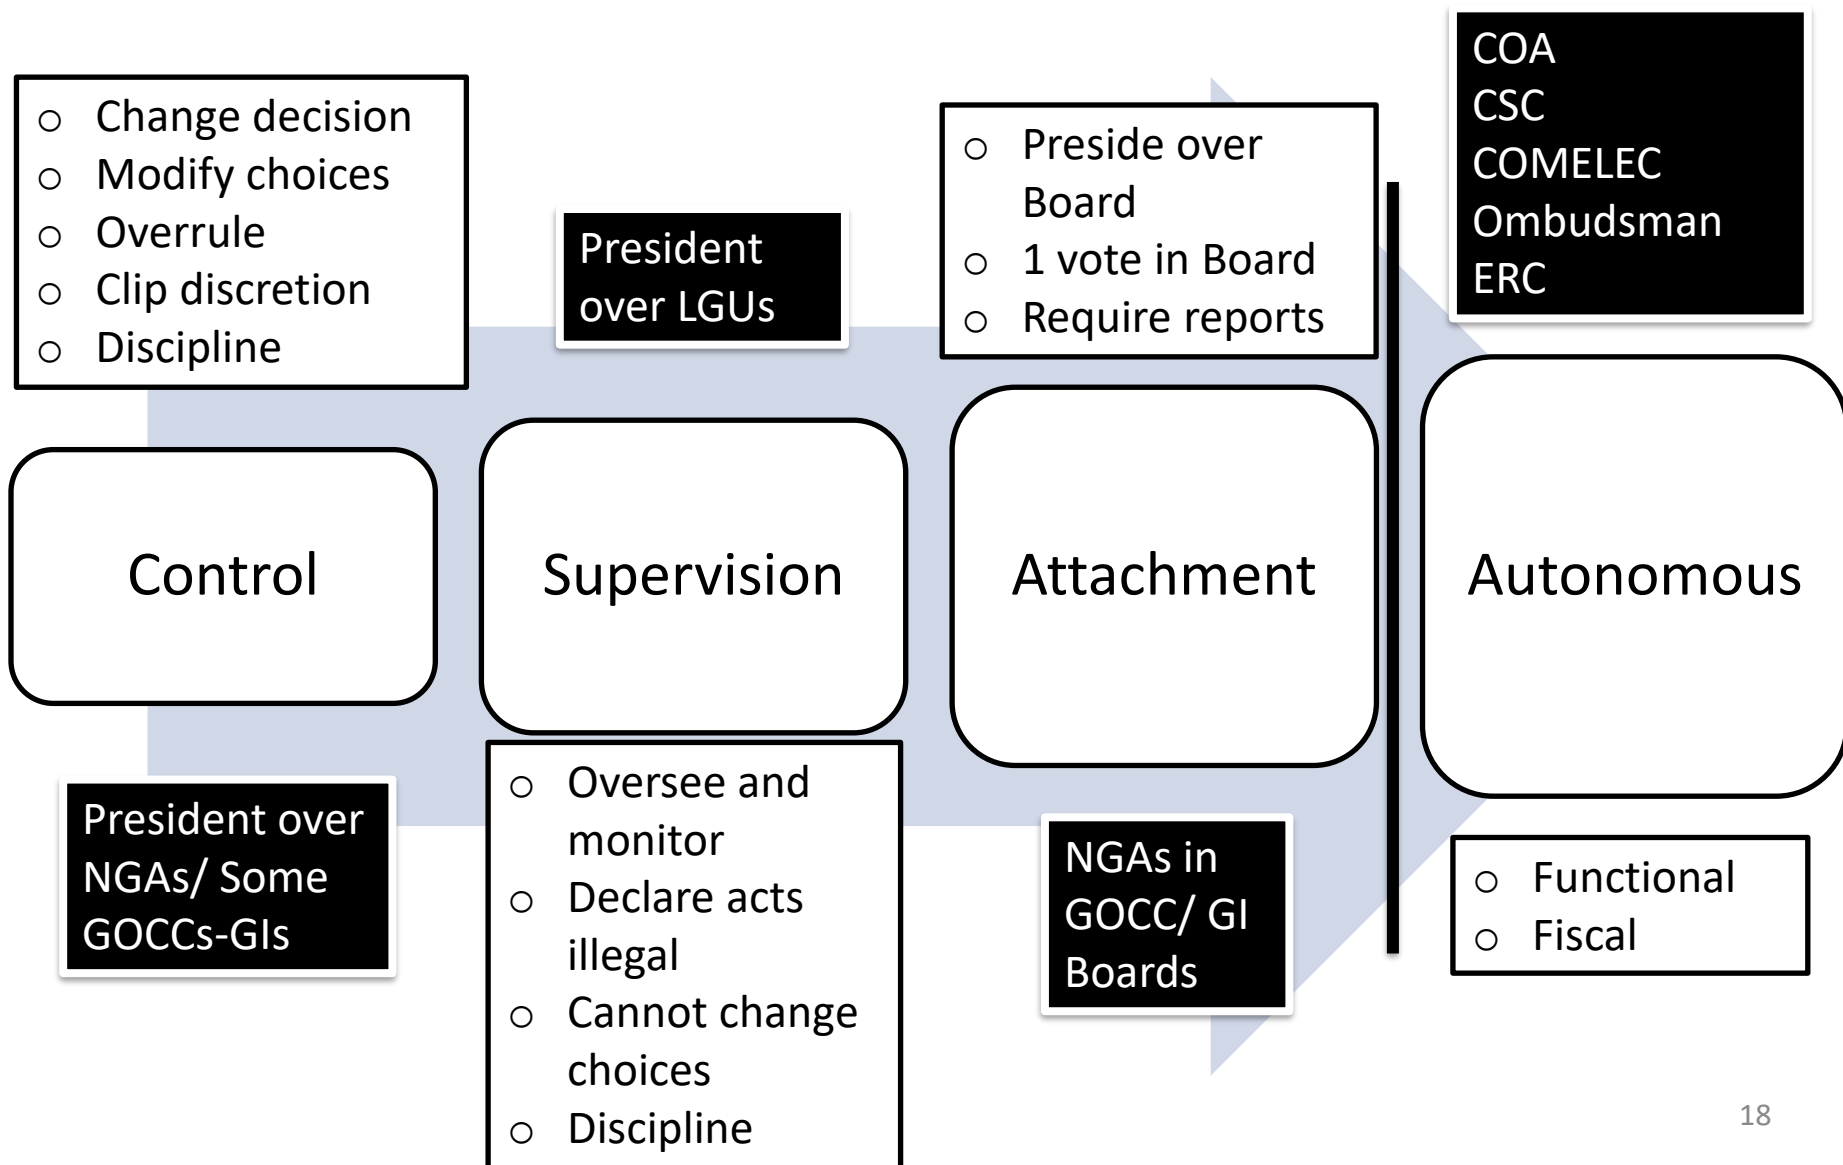 ○ Change decision
○ Modify choices
○ Overrule
○ Clip discretion
○ Discipline
President
over LGUs
○ Preside over
Board
○ 1 vote in Board
○ Require reports
COA
CSC
COMELEC
Ombudsman
ERC
Control
Supervision
Attachment
Autonomous
President over
NGAs/ Some
GOCCs-GIs
○ Oversee and
monitor
○ Declare acts
illegal
○ Cannot change
choices
○ Discipline
NGAs in
GOCC/ GI
Boards
○ Functional
○ Fiscal
18